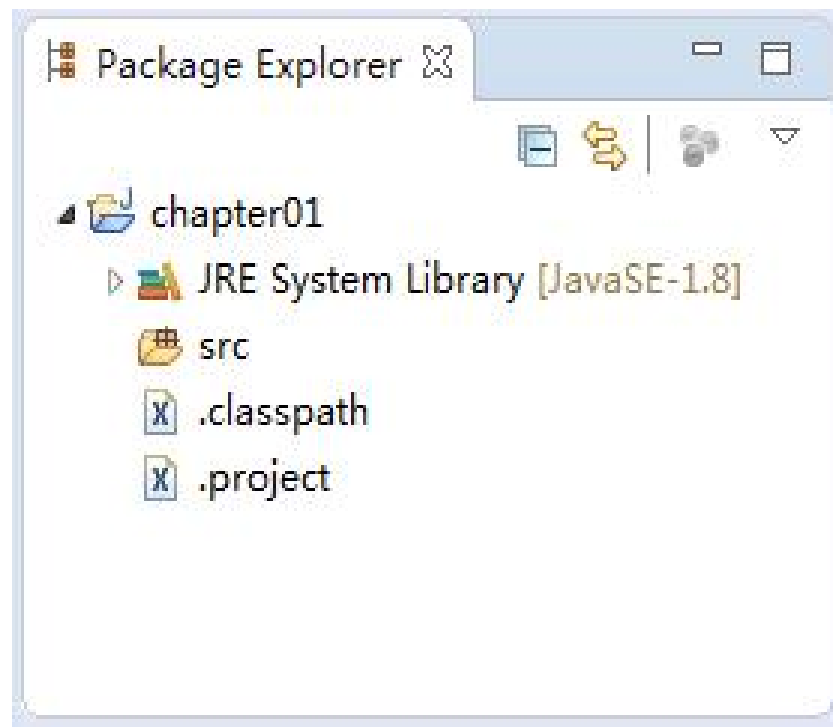 Package Explorer
chapter01
JRE System Library [JavaSE-1.8]
src
.classpath
.project